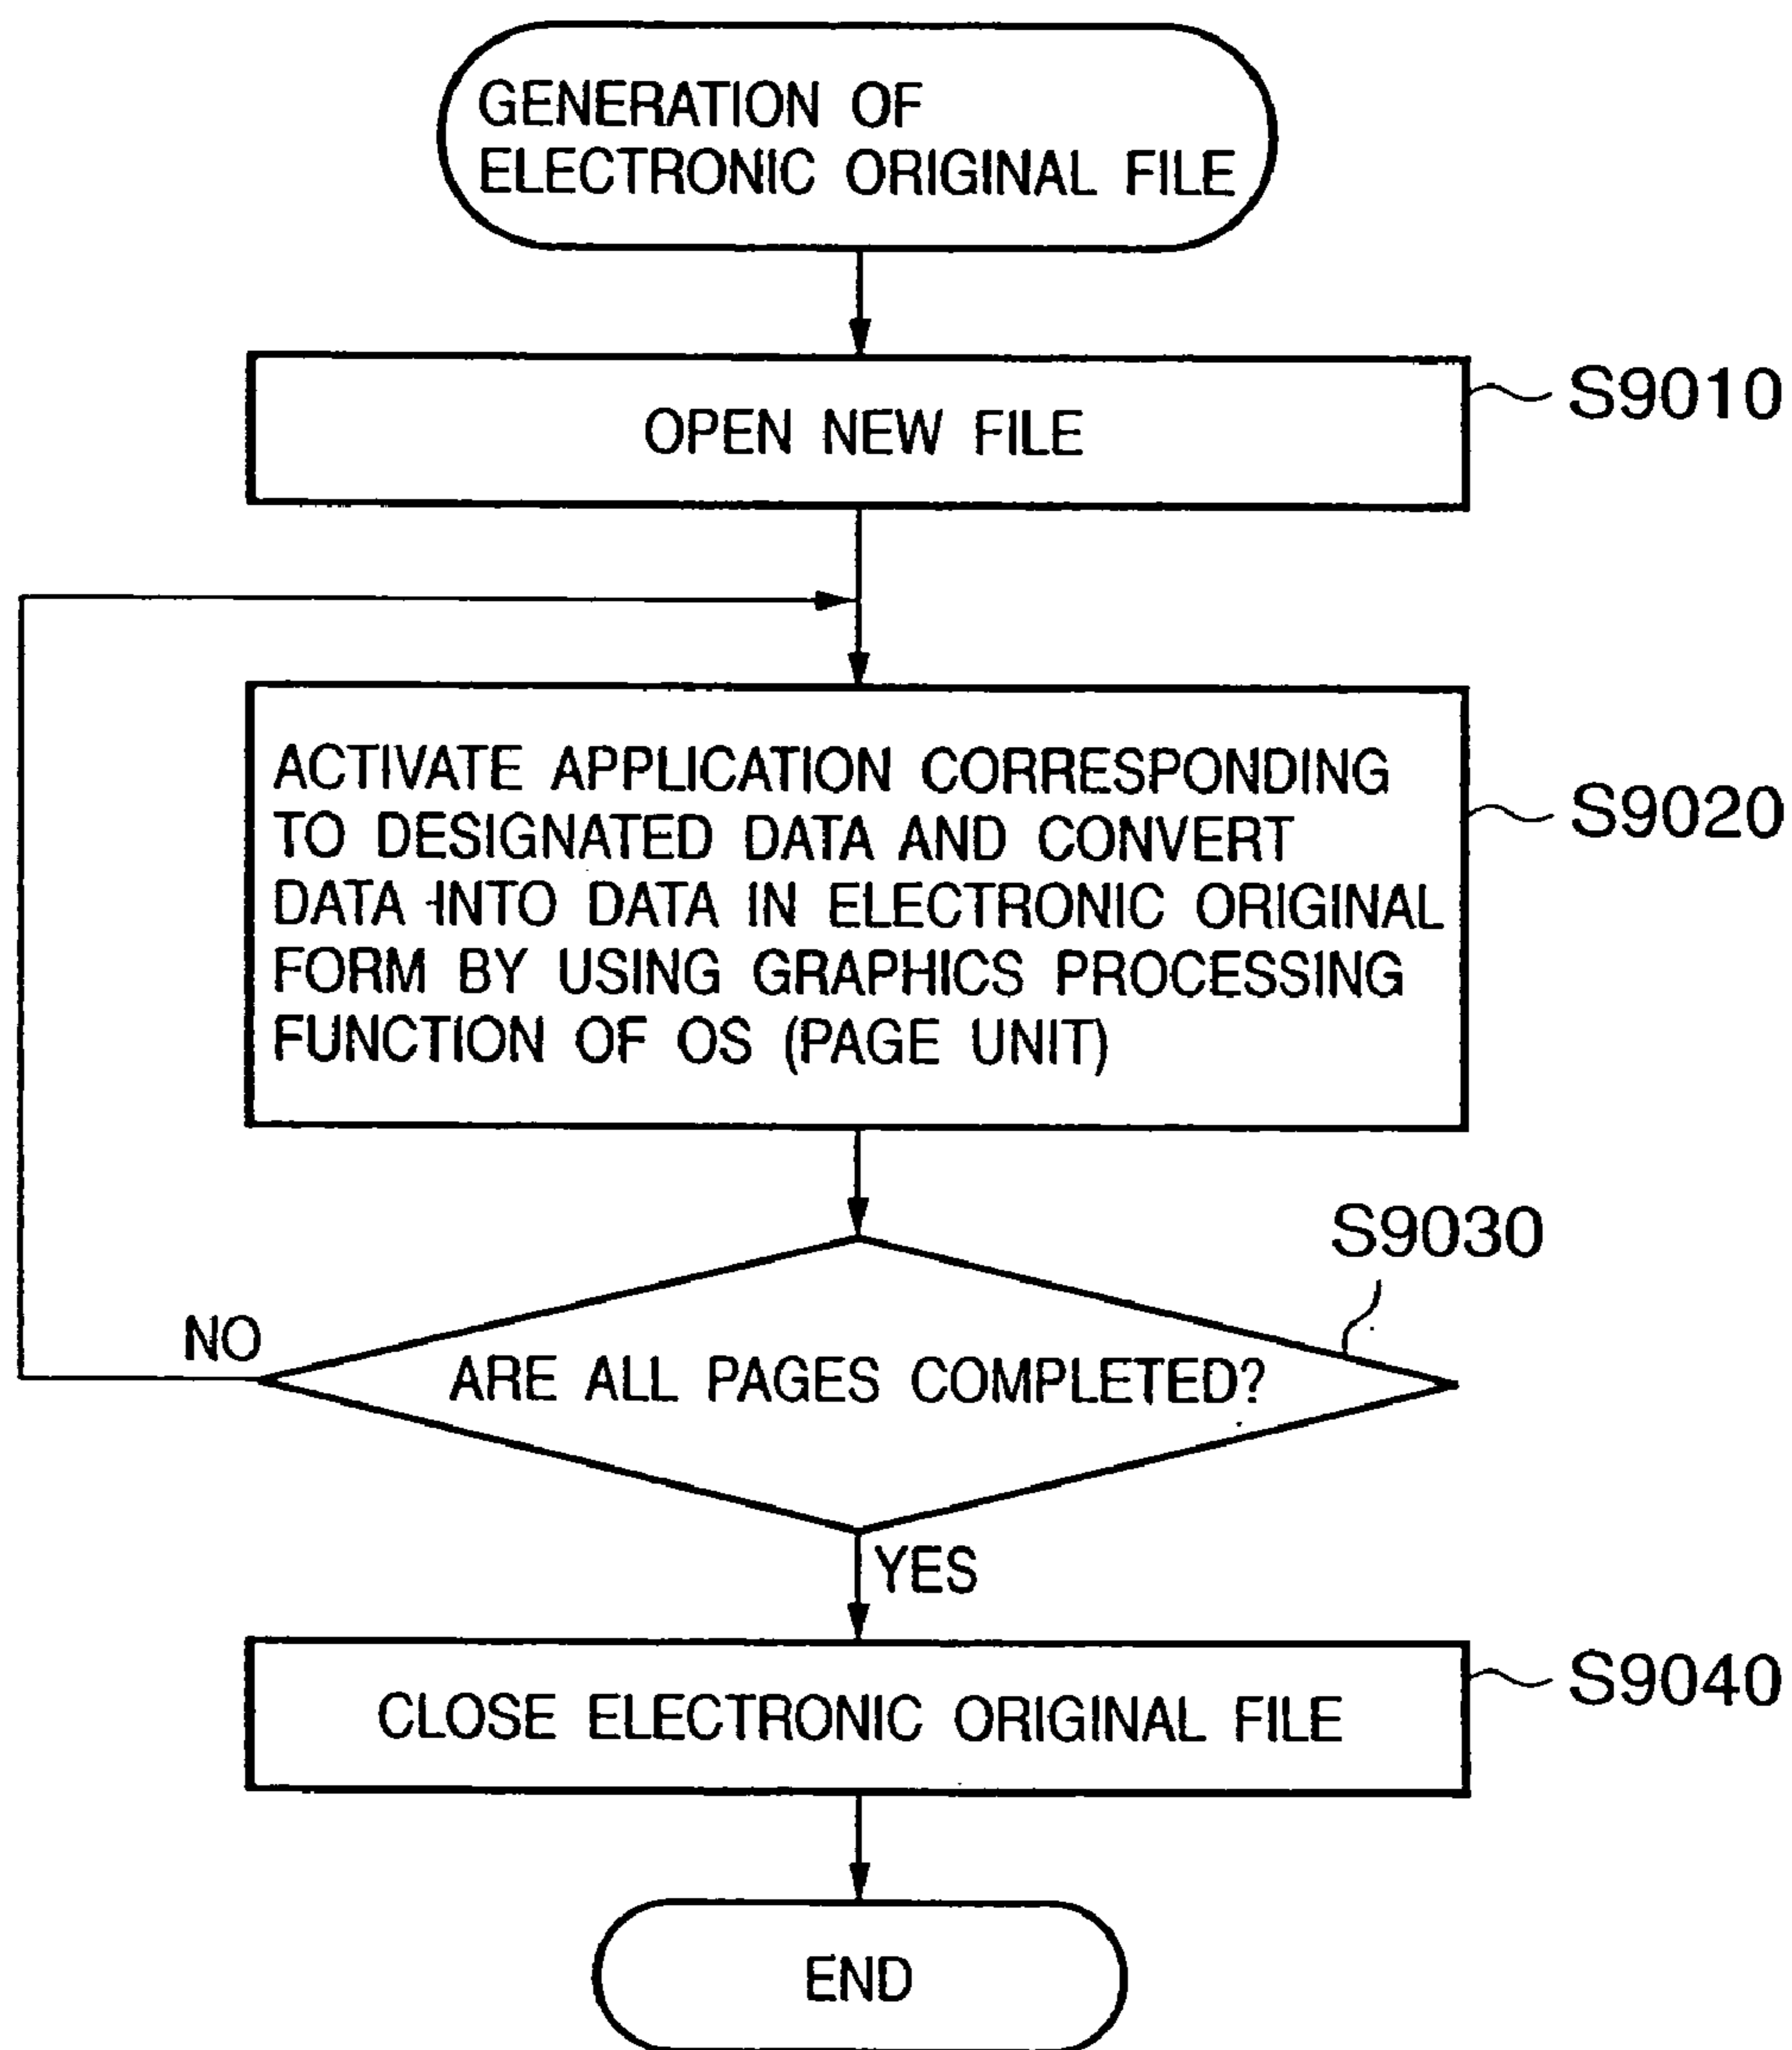 GENERATION OF
ELECTRONIC ORIGINAL FILE
OPEN NEW FILE
S9010
ACTIVATE APPLICATION CORRESPONDING
TO DESIGNATED DATA AND CONVERT
DATA INTO DATA IN ELECTRONIC ORIGINAL
FORM BY USING GRAPHICS PROCESSING
FUNCTION OF OS (PAGE UNIT)
S9020
S9030
NO
ARE ALL PAGES COMPLETED?
YES
CLOSE ELECTRONIC ORIGINAL FILE
S9040
END